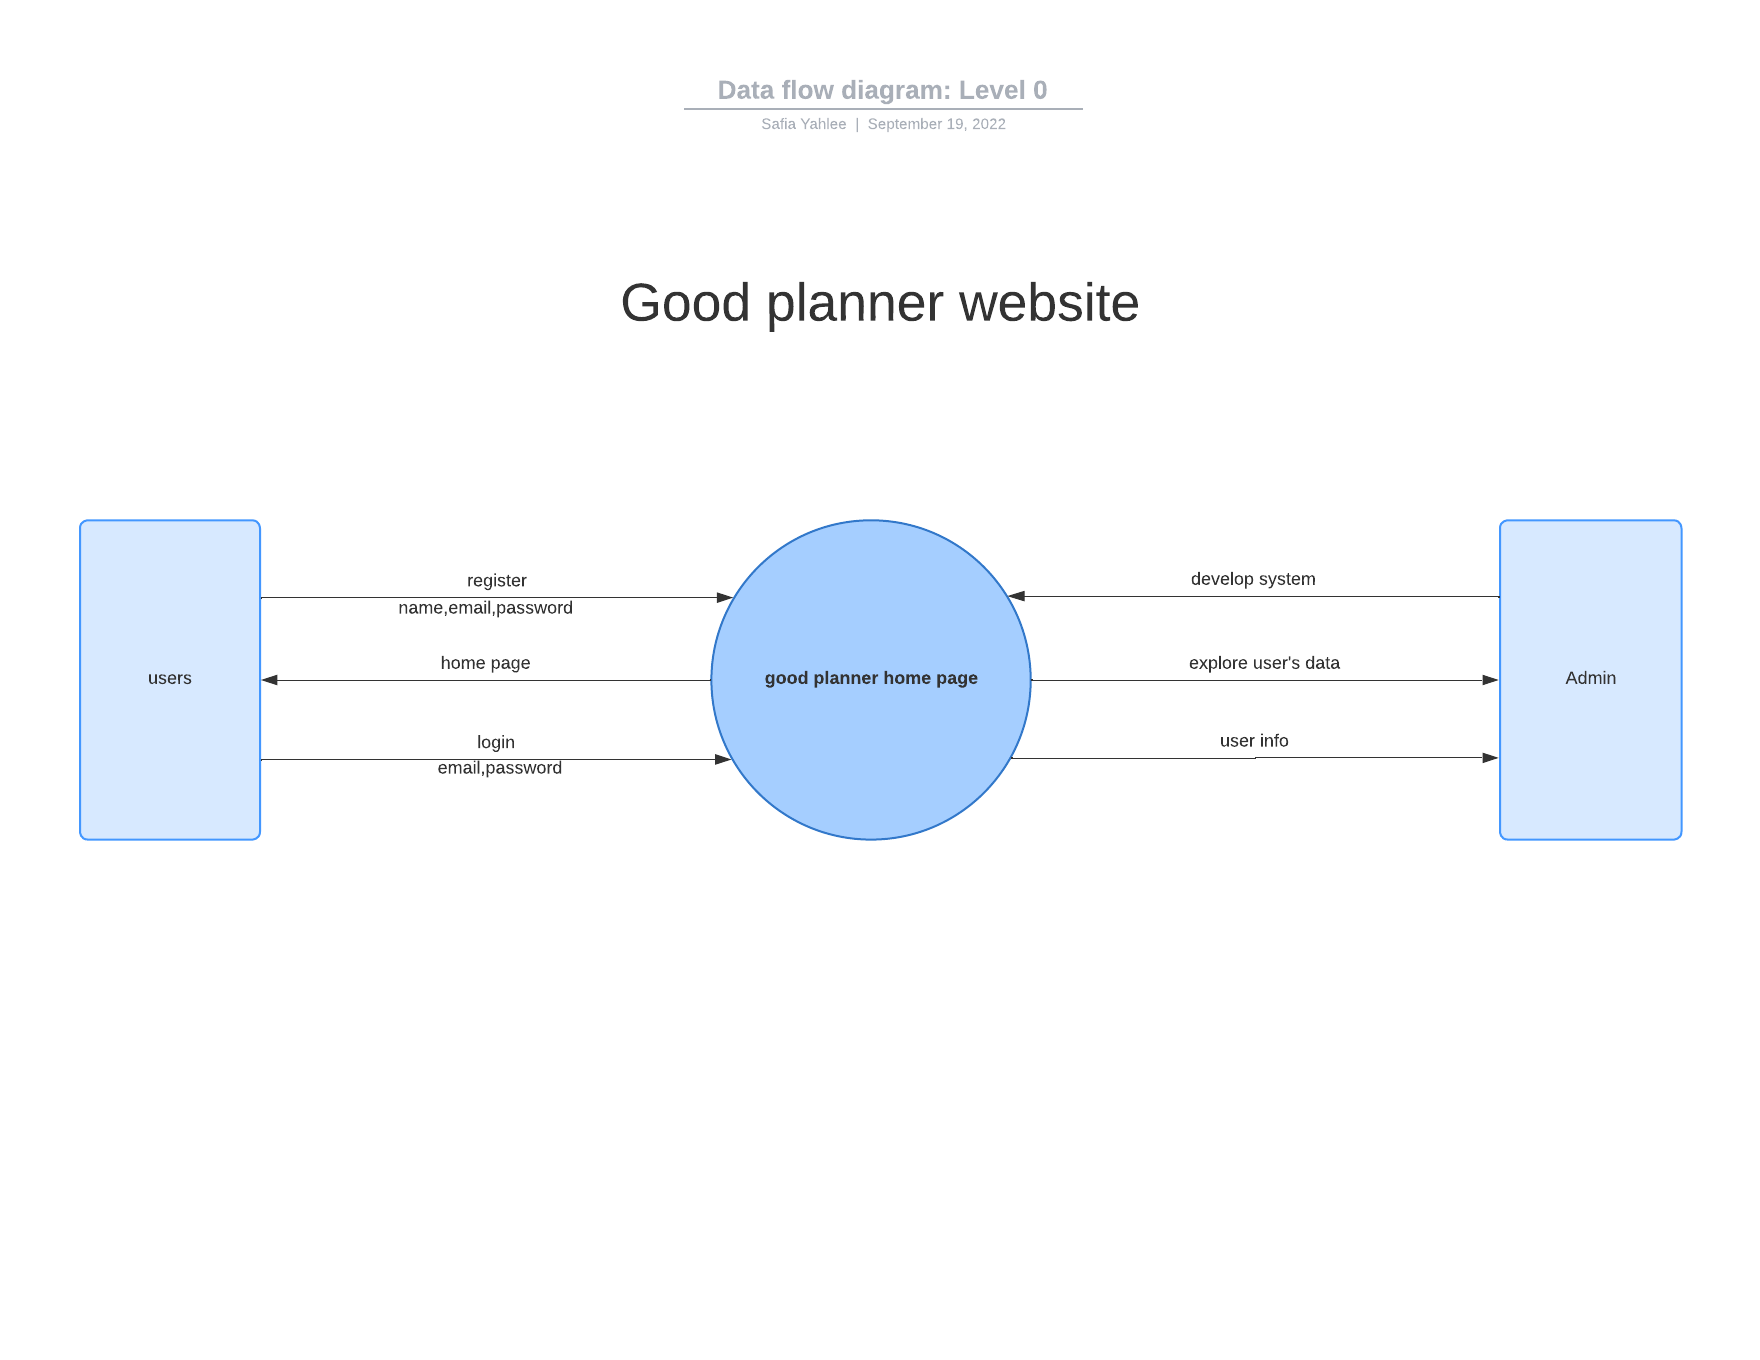 Data flow diagram: Level 0
Safia Yahlee | September 19, 2022
Good planner website
register
name,email,password
home page
users
login
email,password
good planner home page
develop system
explore user's data
user info
Admin